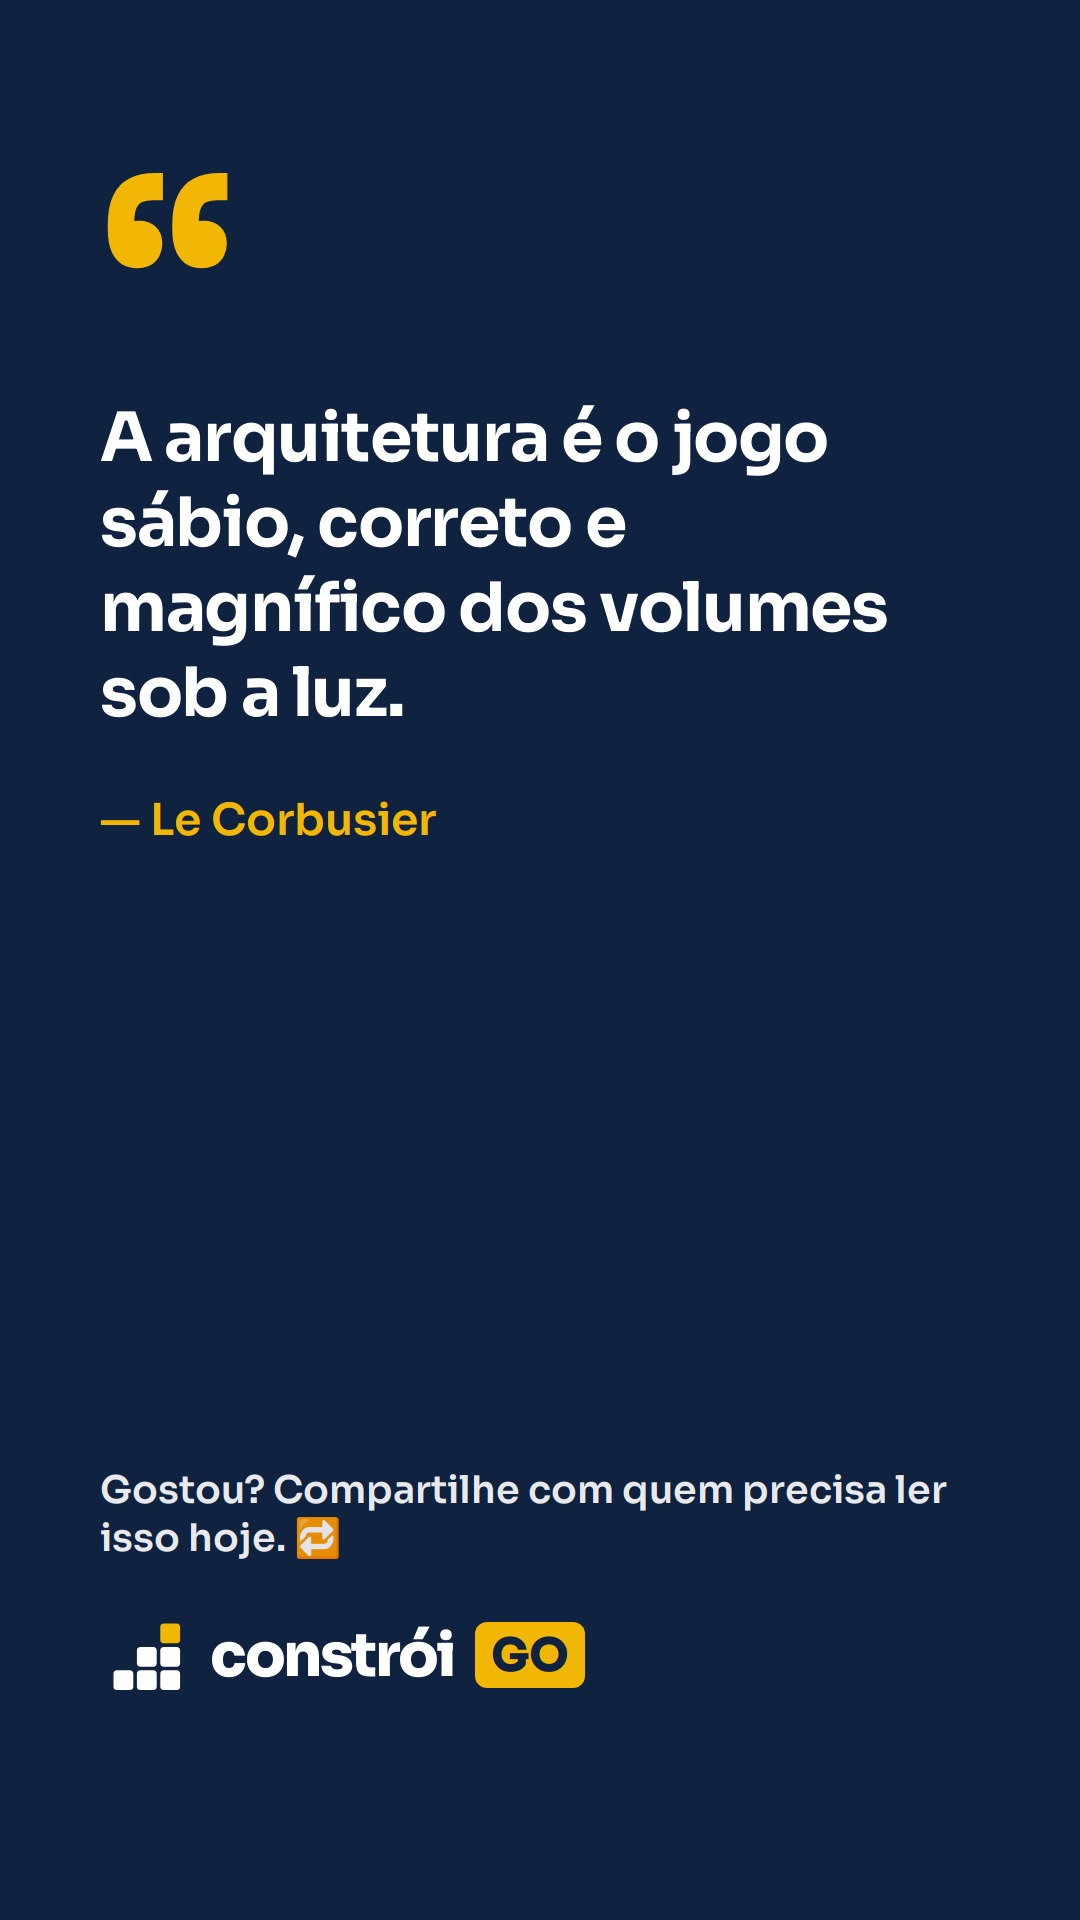 “
A arquitetura é o jogo
sábio, correto e
magnífico dos volumes
sob a luz.
— Le Corbusier
Gostou? Compartilhe com quem precisa ler
isso hoje. 🔁
constrói GO